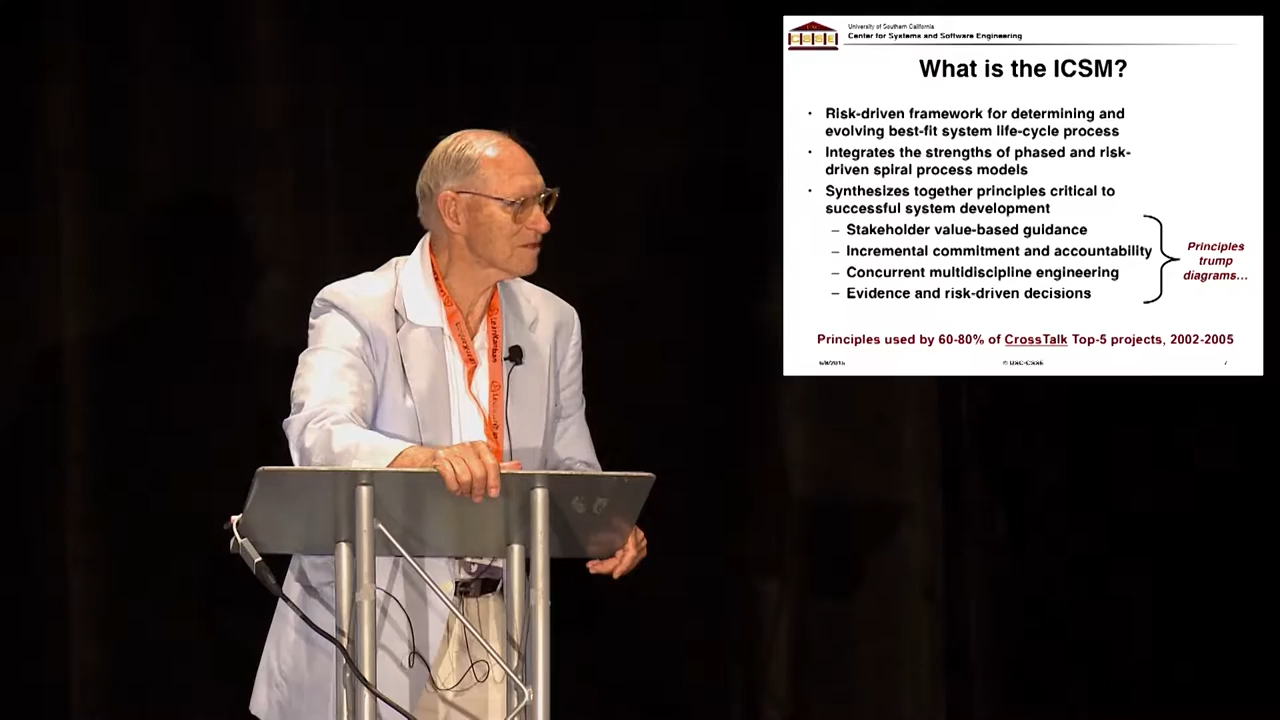 CSSE
University of Southern California
Center for Systems and Software Engineering
What is the ICSM?
• Risk-driven framework for determining and
evolving best-fit system life-cycle process
• Integrates the strengths of phased and risk-
driven spiral process models
• Synthesizes together principles critical to
successful system development
– Stakeholder value-based guidance
– Incremental commitment and accountability
– Concurrent multidiscipline engineering
– Evidence and risk-driven decisions
Principles
trump
diagrams…
Principles used by 60-80% of CrossTalk Top-5 projects, 2002-2005
© USC-CSSE
LeanKanban